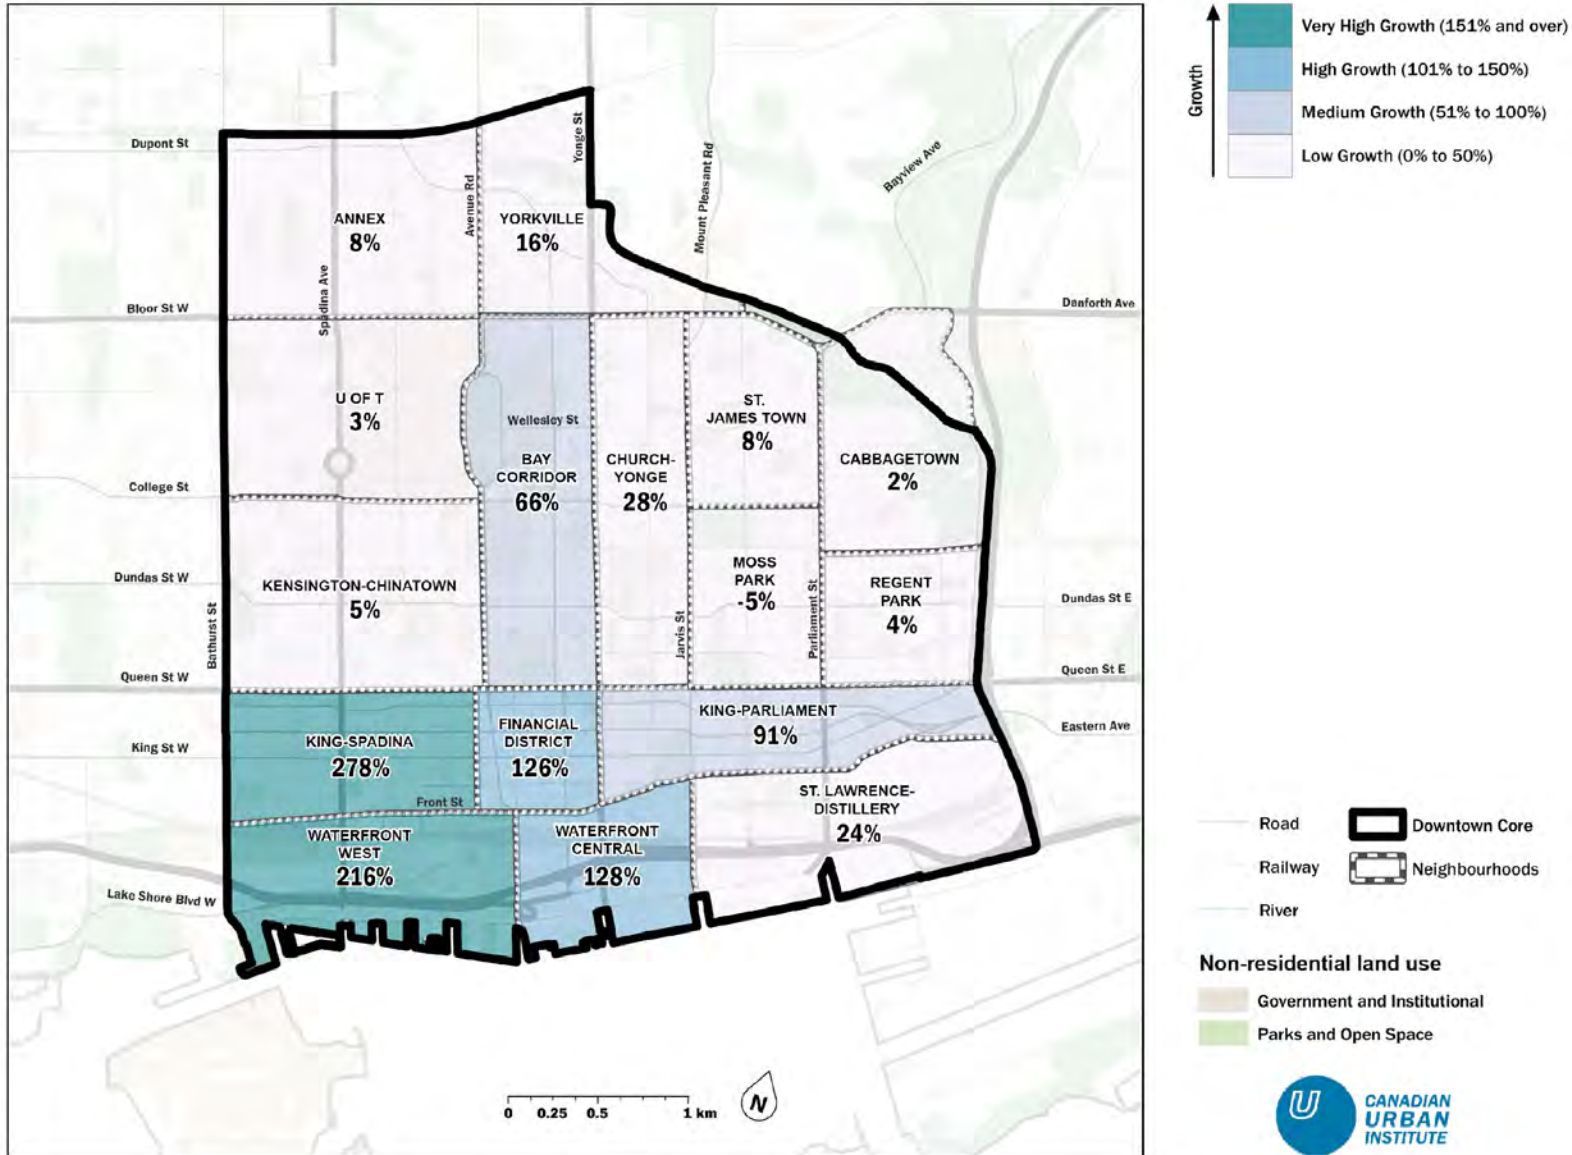 Very High Growth (151% and over)
High Growth (101% to 150%)
Medium Growth (51% to 100%)
Low Growth (0% to 50%)
Growth
Dupont St
Yonge St
Avenue Rd
Mount Pleasant Rd
Bayview Ave
ANNEX
8%
YORKVILLE
16%
Spadina Ave
Bloor St W
Danforth Ave
U OF T
3%
Wellesley St
BAY
CORRIDOR
66%
CHURCH-
YONGE
28%
ST.
JAMES TOWN
8%
CABBAGETOWN
2%
College St
Dundas St W
KENSINGTON-CHINATOWN
5%
MOSS
PARK
-5%
REGENT
PARK
4%
Dundas St E
Bathurst St
Jarvis St
Parliament St
Queen St W
Queen St E
KING-SPADINA
278%
FINANCIAL
DISTRICT
126%
KING-PARLIAMENT
91%
Eastern Ave
King St W
Front St
ST. LAWRENCE-
DISTILLERY
24%
WATERFRONT
WEST
216%
WATERFRONT
CENTRAL
128%
Lake Shore Blvd W
Road
Railway
River
Downtown Core
Neighbourhoods
Non-residential land use
Government and Institutional
Parks and Open Space
0 0.25 0.5 1 km
N
U
CANADIAN
URBAN
INSTITUTE